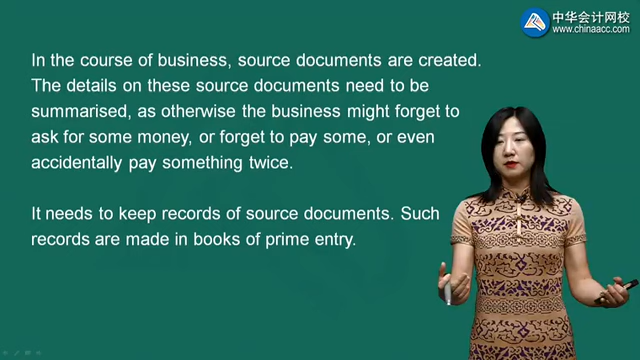 中华会计网校
www.chinaacc.com
In the course of business, source documents are created.
The details on these source documents need to be
summarised, as otherwise the business might forget to
ask for some money, or forget to pay some, or even
accidentally pay something twice.
It needs to keep records of source documents. Such
records are made in books of prime entry.